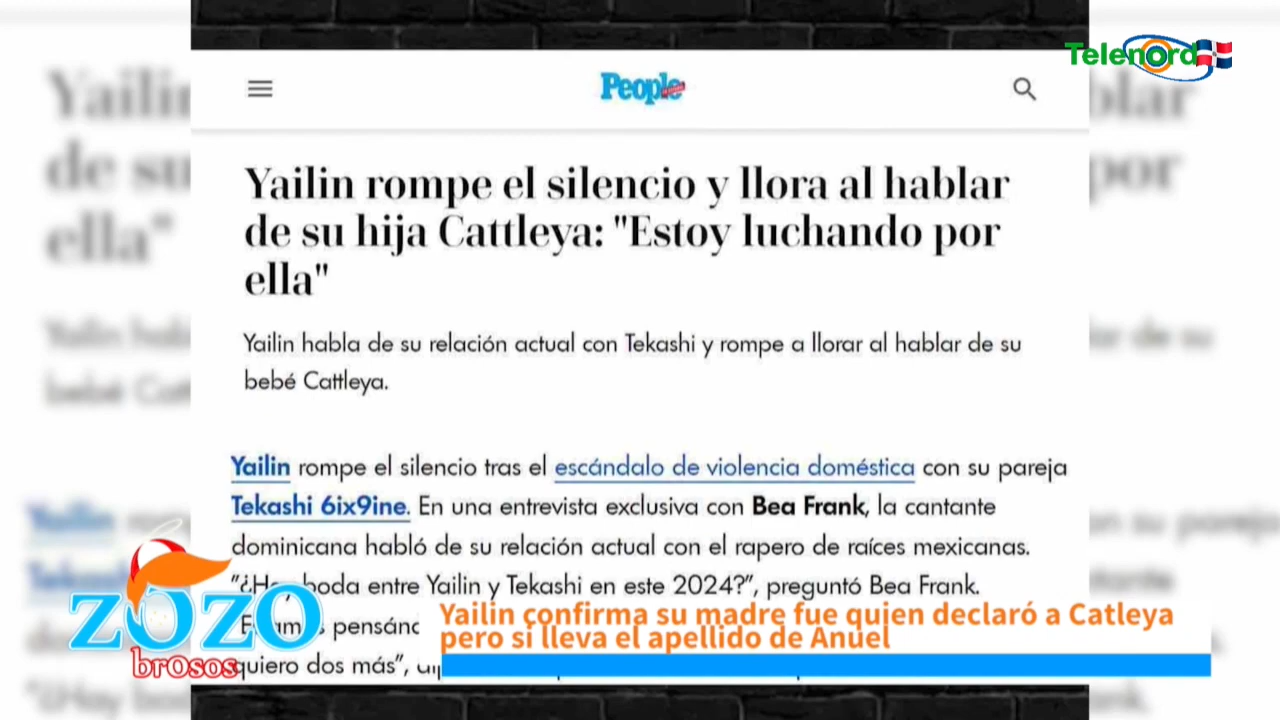 Telenord
People
Yailin rompe el silencio y llora al hablar
de su hija Cattleya: "Estoy luchando por
ella"
Yailin habla de su relación actual con Tekashi y rompe a llorar al hablar de su
bebé Cattleya.
Yailin rompe el silencio tras el escándalo de violencia doméstica con su pareja
Tekashi 6ix9ine. En una entrevista exclusiva con Bea Frank, la cantante
dominicana habló de su relación actual con el rapero de raíces mexicanas.
boda entre Yailin y Tekashi en este 2024?", preguntó Bea Frank.
quiero dos más",
ZOZO
brOsos
Yailin confirma su madre fue quien declaró a Catleya
pero si lleva el apellido de Anuel